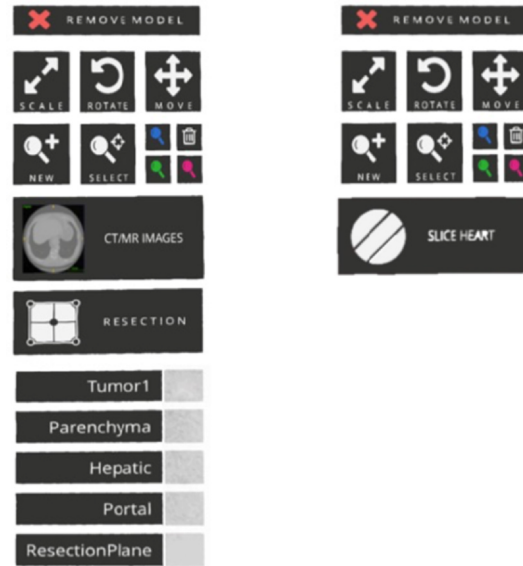 REMOVE MODEL
SCALE
ROTATE
MOVE
NEW
SELECT
CT/MR IMAGES
RESECTION
Tumor1
Parenchyma
Hepatic
Portal
ResectionPlane
REMOVE MODEL
SCALE
ROTATE
MOVE
NEW
SELECT
SLICE HEART